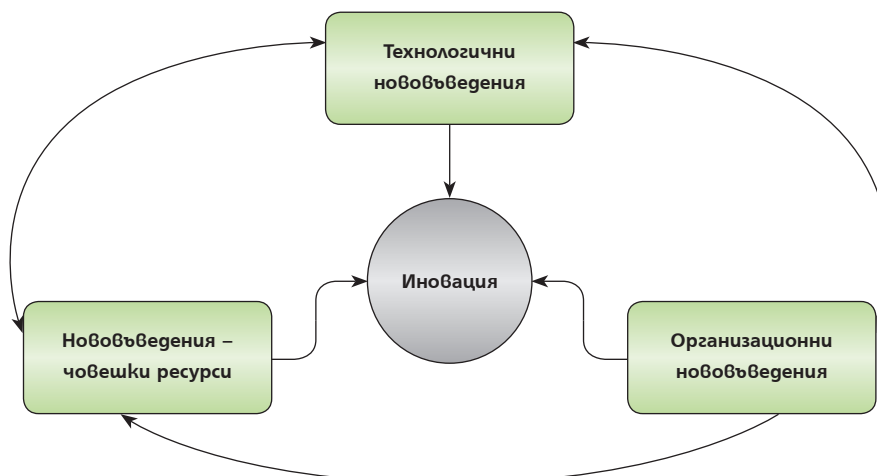 Технологични
нововъведения
Иновация
Нововъведения –
човешки ресурси
Организационни
нововъведения